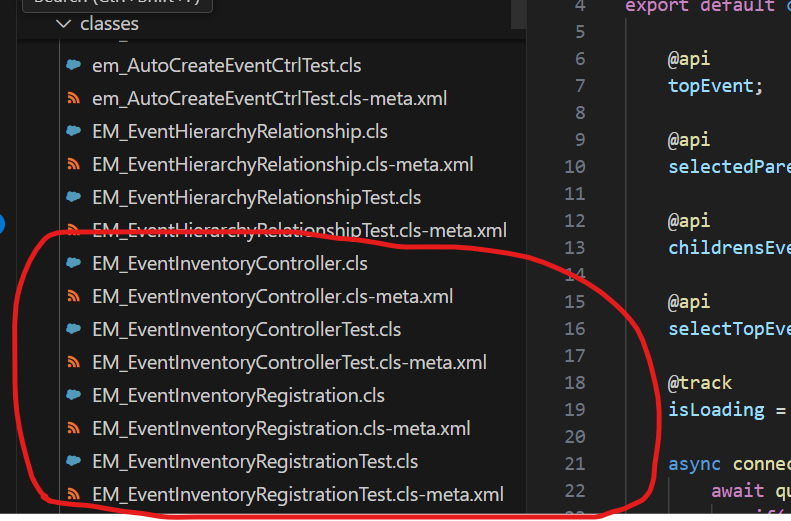 classes
em_AutoCreateEventCtrlTest.cls
em_AutoCreateEventCtrlTest.cls-meta.xml
EM_EventHierarchyRelationship.cls
EM_EventHierarchyRelationship.cls-meta.xml
EM_EventHierarchyRelationshipTest.cls
EM_EventHierarchyRelationshipTest.cls-meta.xml
EM_EventInventoryController.cls
EM_EventInventoryController.cls-meta.xml
EM_EventInventoryControllerTest.cls
EM_EventInventoryControllerTest.cls-meta.xml
EM_EventInventoryRegistration.cls
EM_EventInventoryRegistration.cls-meta.xml
EM_EventInventoryRegistrationTest.cls
EM_EventInventoryRegistrationTest.cls-meta.xml
4 export default
5
6 @api
7 topEvent;
8
9 @api
10 selectedPare
11
12 @api
13 childrensEve
14
15 @api
16 selectTopEve
17
18 @track
19 isLoading =
20
21 async connec
22 await qu